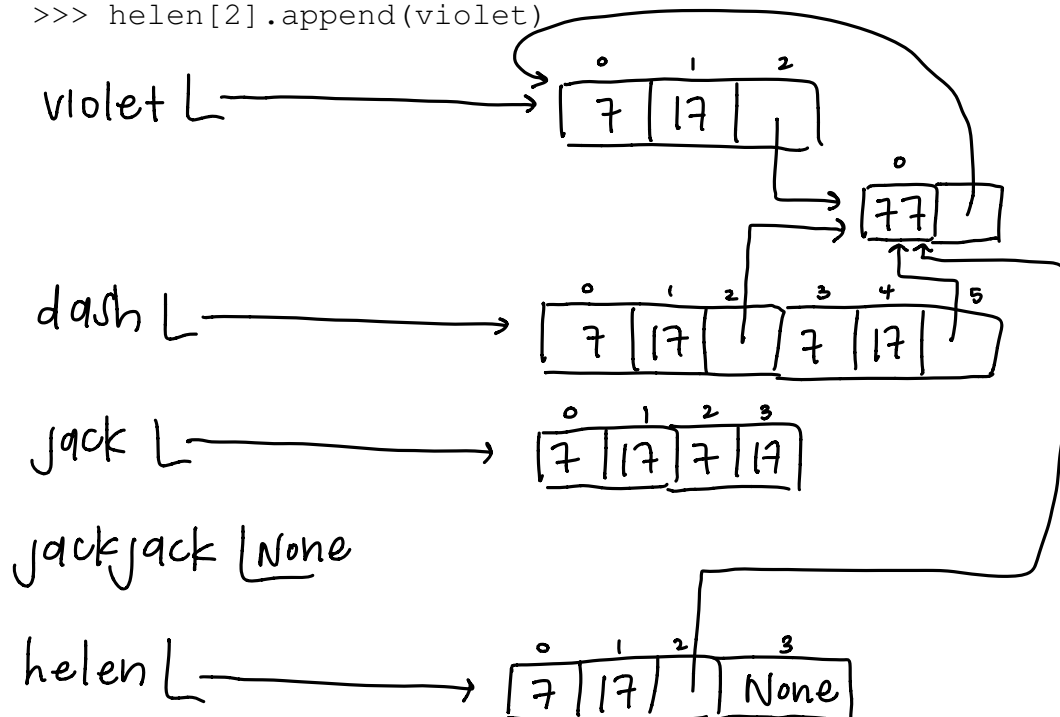 >>> helen[2].append(violet)
0 1 2
violet 7 17
0
77
0 1 2 3 4 5
dash 7 17 7 17
0 1 2 3
jack 7 17 7 17
jackjack None
0 1 2 3
helen 7 17 None